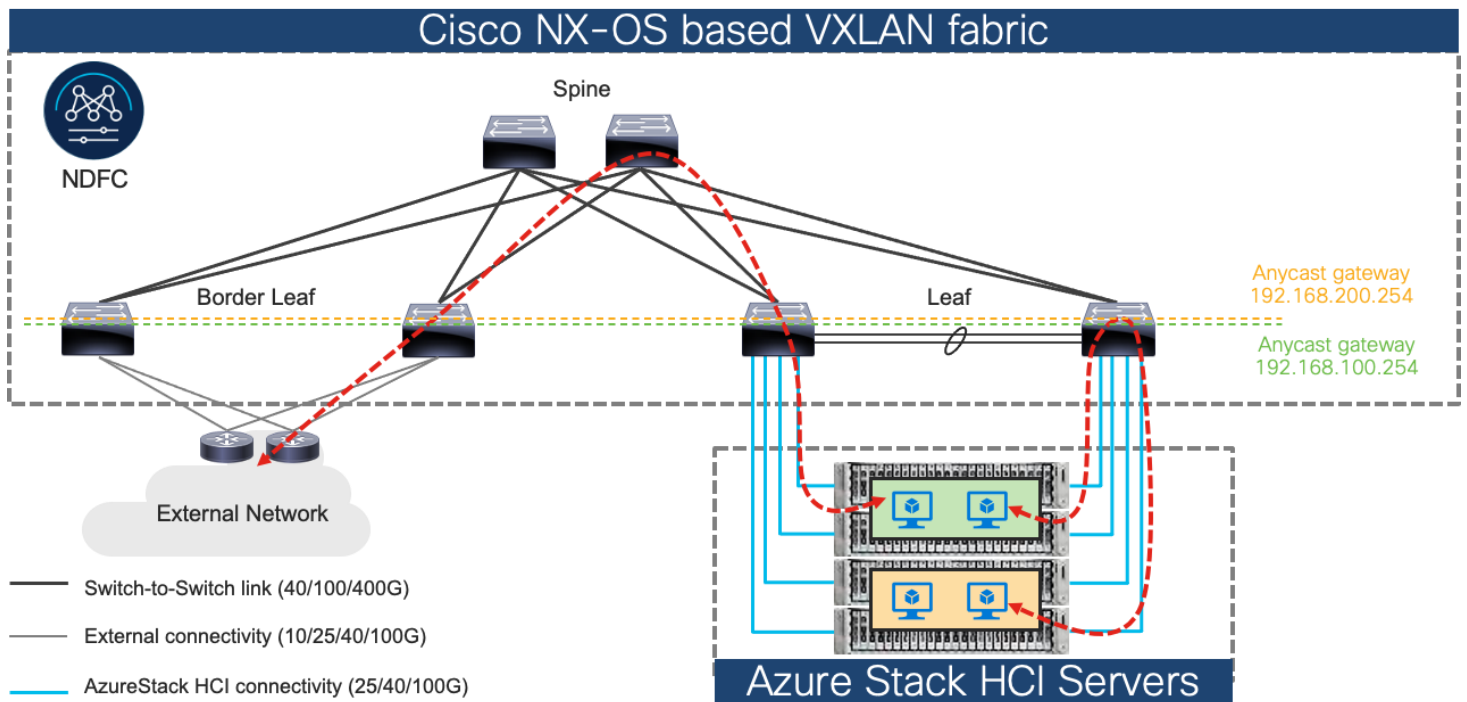 Cisco NX-OS based VXLAN fabric
NDFC
Spine
Border Leaf
Leaf
Anycast gateway
192.168.200.254
Anycast gateway
192.168.100.254
External Network
Switch-to-Switch link (40/100/400G)
External connectivity (10/25/40/100G)
AzureStack HCI connectivity (25/40/100G)
Azure Stack HCI Servers